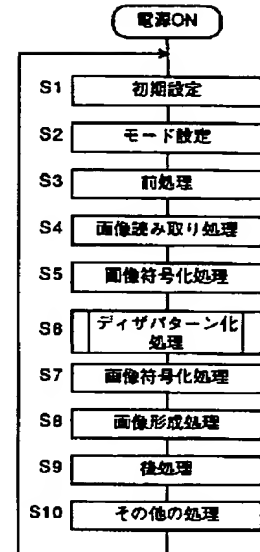 電源ON
S1 初期設定
S2 モード設定
S3 前処理
S4 画像読み取り処理
S5 画像符号化処理
S6 ディザパターン化
処理
S7 画像符号化処理
S8 画像形成処理
S9 後処理
S10 その他の処理